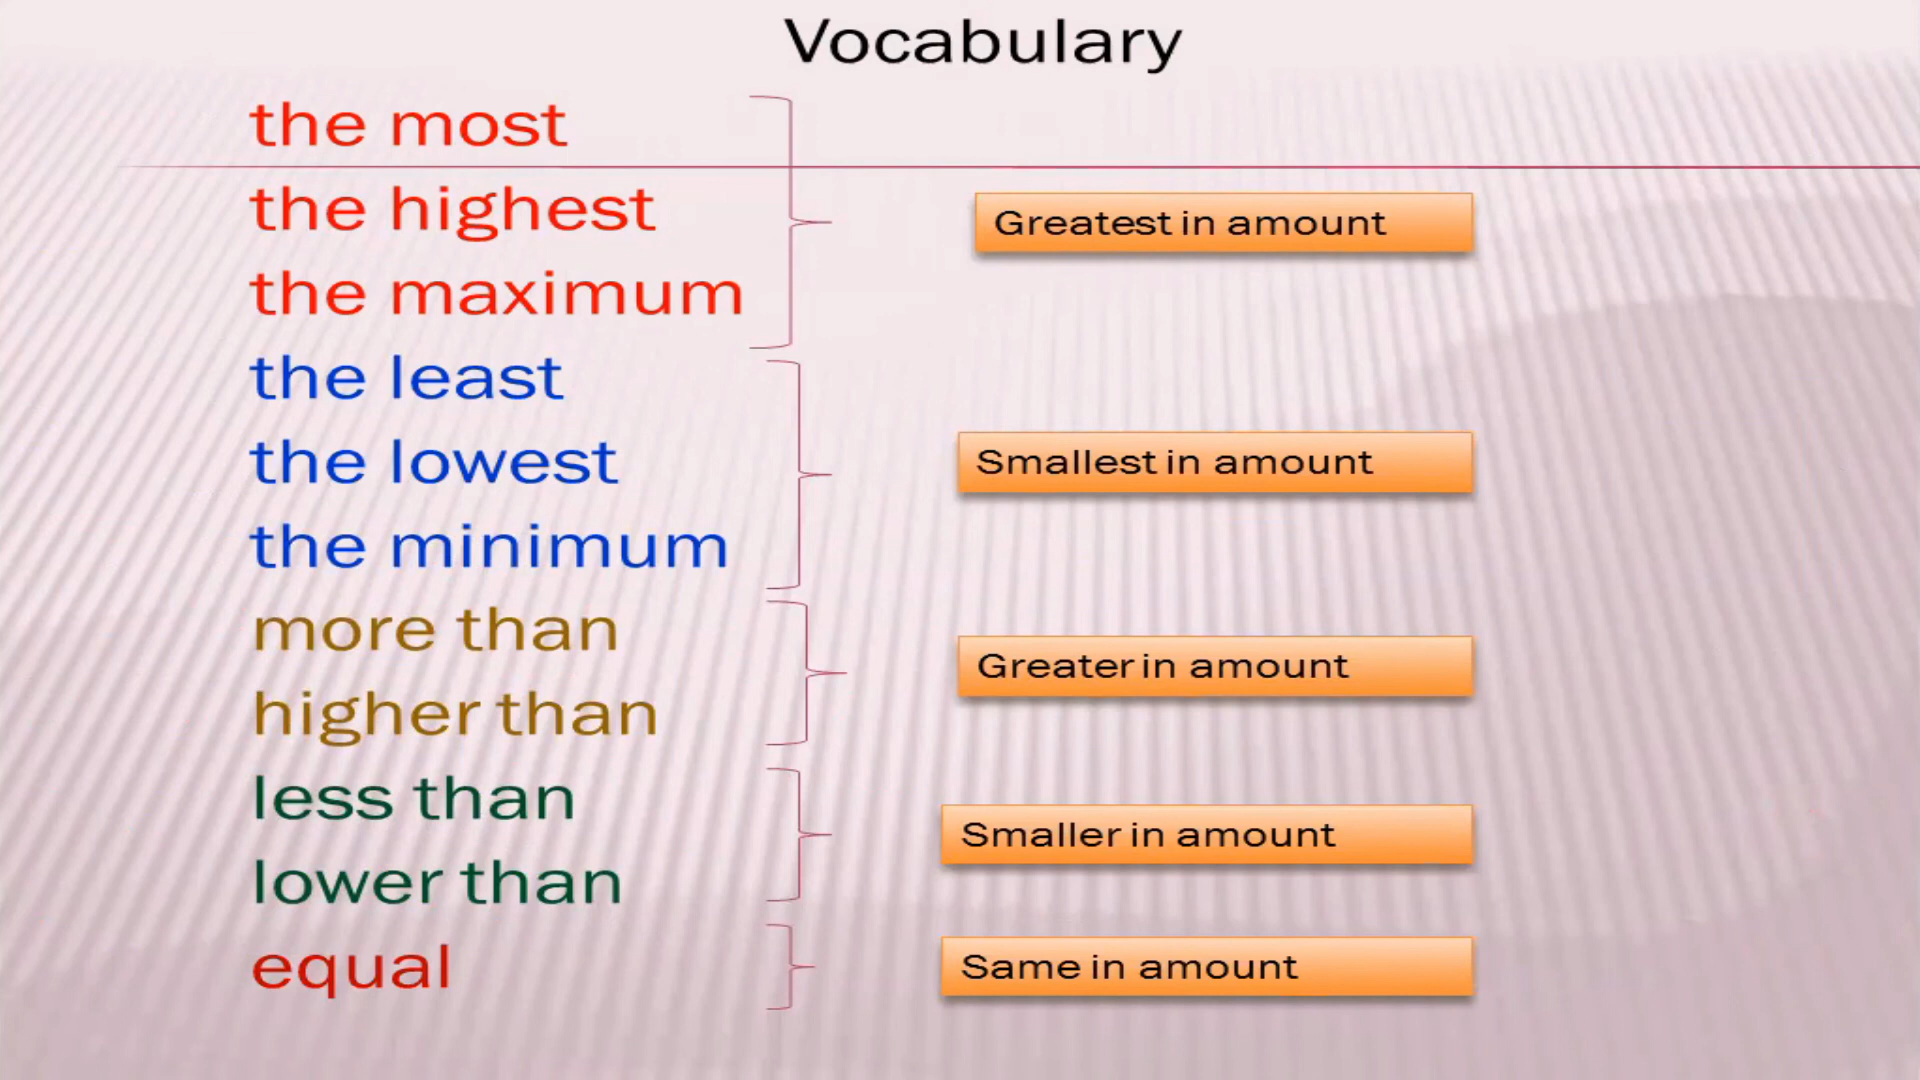 Vocabulary
the most
the highest
the maximum
Greatest in amount
the least
the lowest
the minimum
Smallest in amount
more than
higher than
Greater in amount
less than
lower than
Smaller in amount
equal
Same in amount